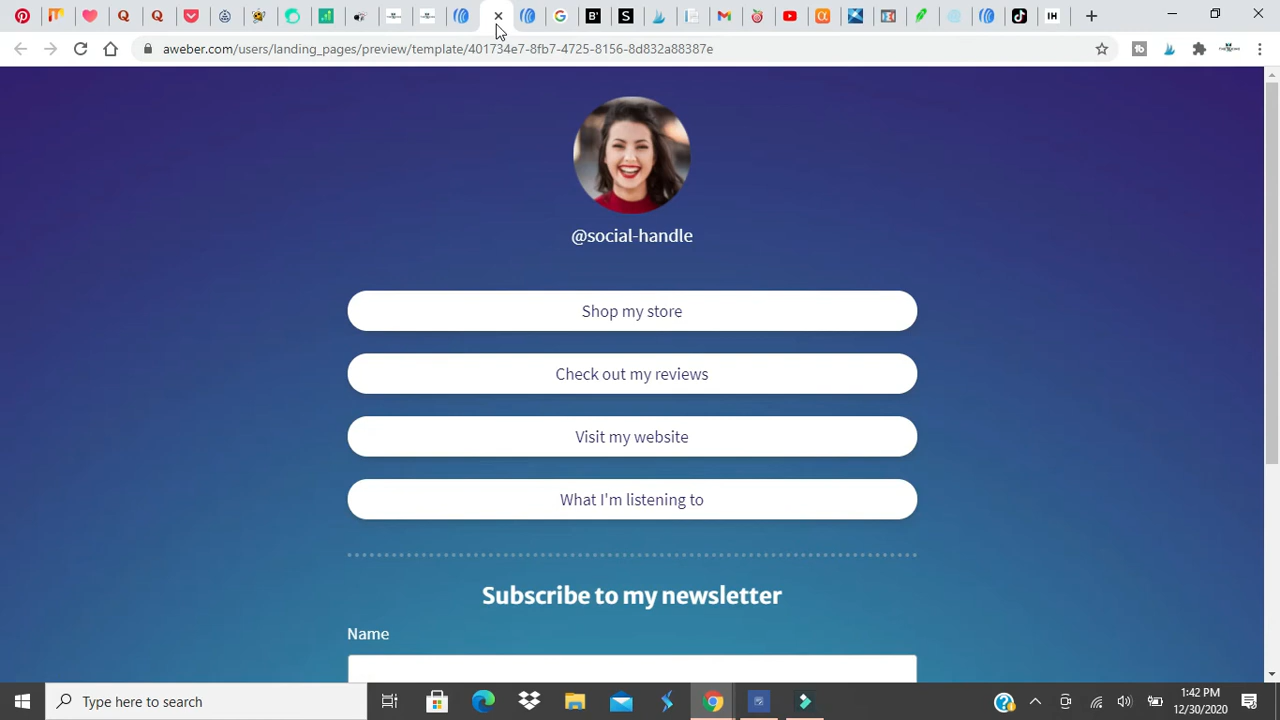 aweber.com/users/landing_pages/preview/template/401734e7-8fb7-4725-8156-8d832a88387e
@social-handle
Shop my store
Check out my reviews
Visit my website
What I'm listening to
Subscribe to my newsletter
Name
Type here to search
1:42 PM
12/30/2020